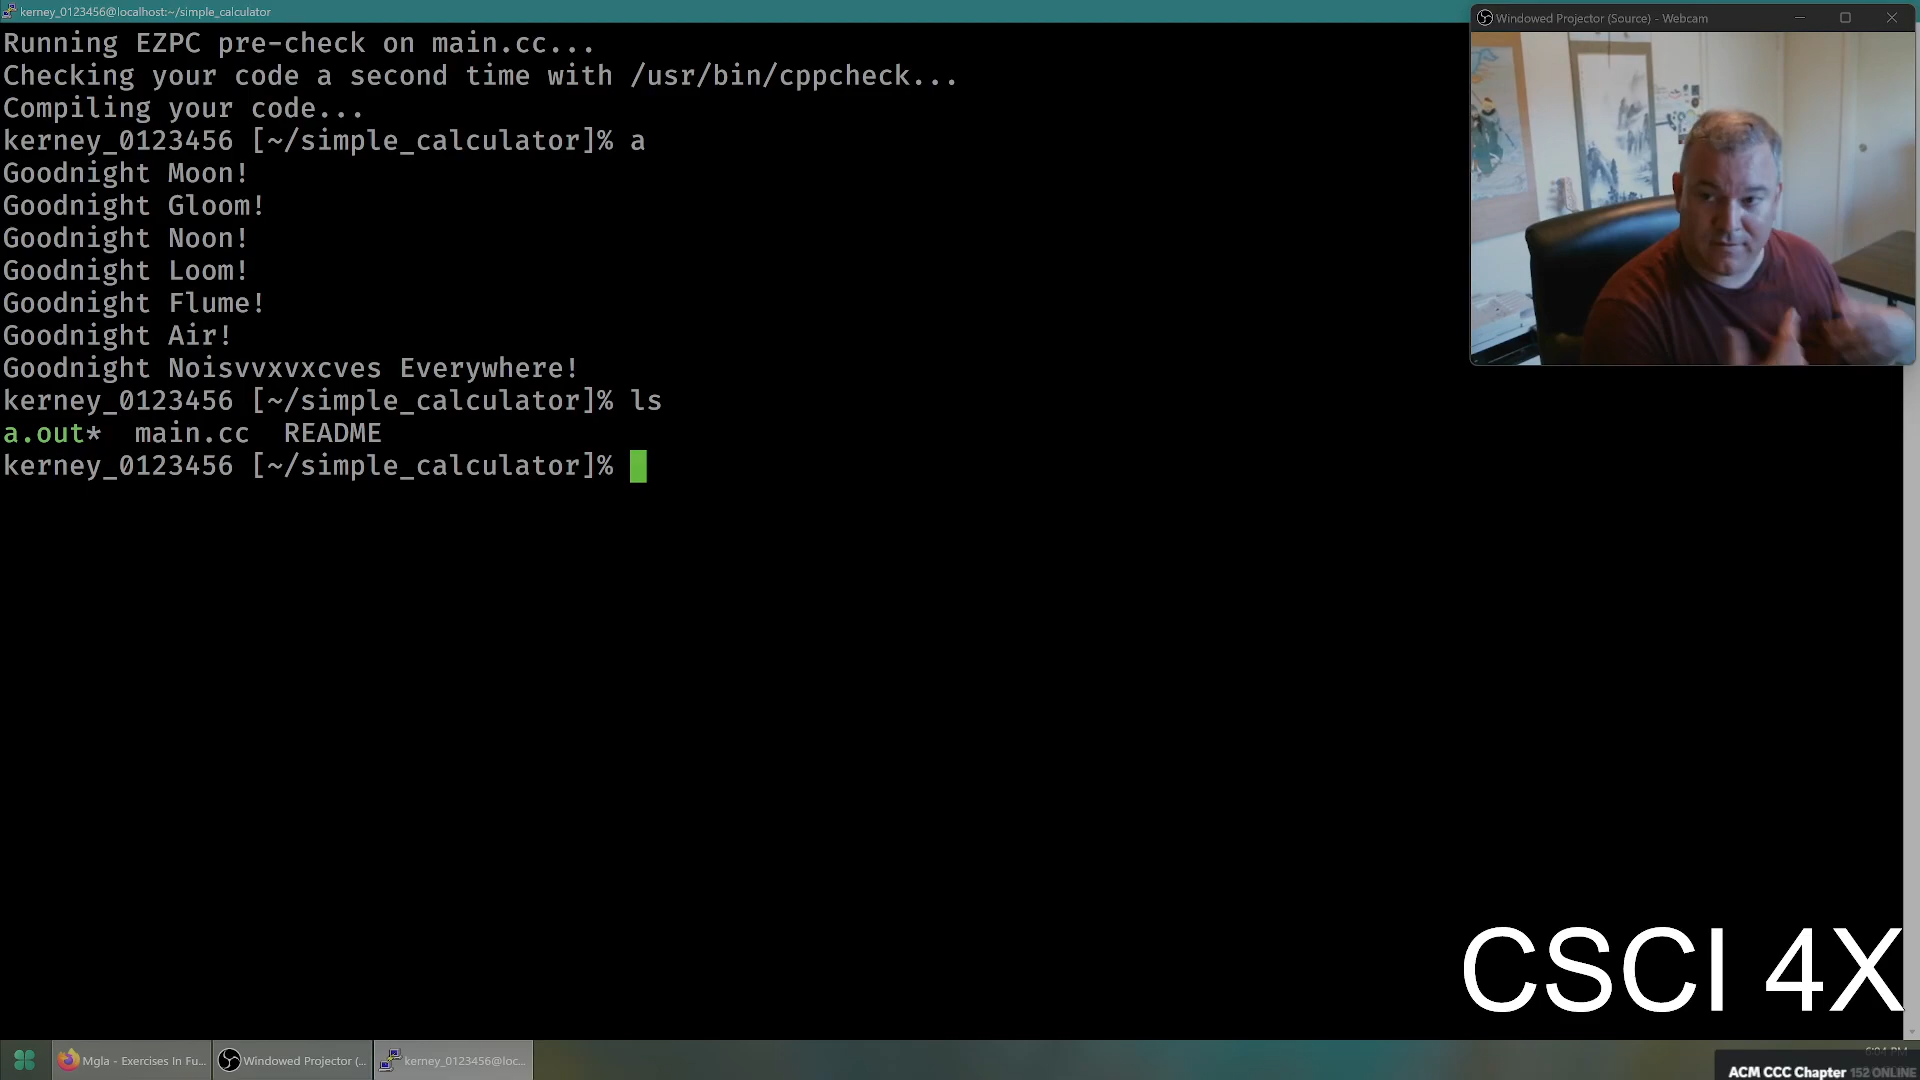 kerney_0123456@localhost:~/simple_calculator
Windowed Projector (Source) - Webcam
Running EZPC pre-check on main.cc...
Checking your code a second time with /usr/bin/cppcheck...
Compiling your code...
kerney_0123456 [~/simple_calculator]% a
Goodnight Moon!
Goodnight Gloom!
Goodnight Noon!
Goodnight Loom!
Goodnight Flume!
Goodnight Air!
Goodnight Noisvvxvxcves Everywhere!
kerney_0123456 [~/simple_calculator]% ls
a.out*  main.cc  README
kerney_0123456 [~/simple_calculator]%
CSCI 4X
Mgla - Exercises In Fu...
Windowed Projector (...
kerney_0123456@loc...
6:04 PM
ACM CCC Chapter 152 ONLINE